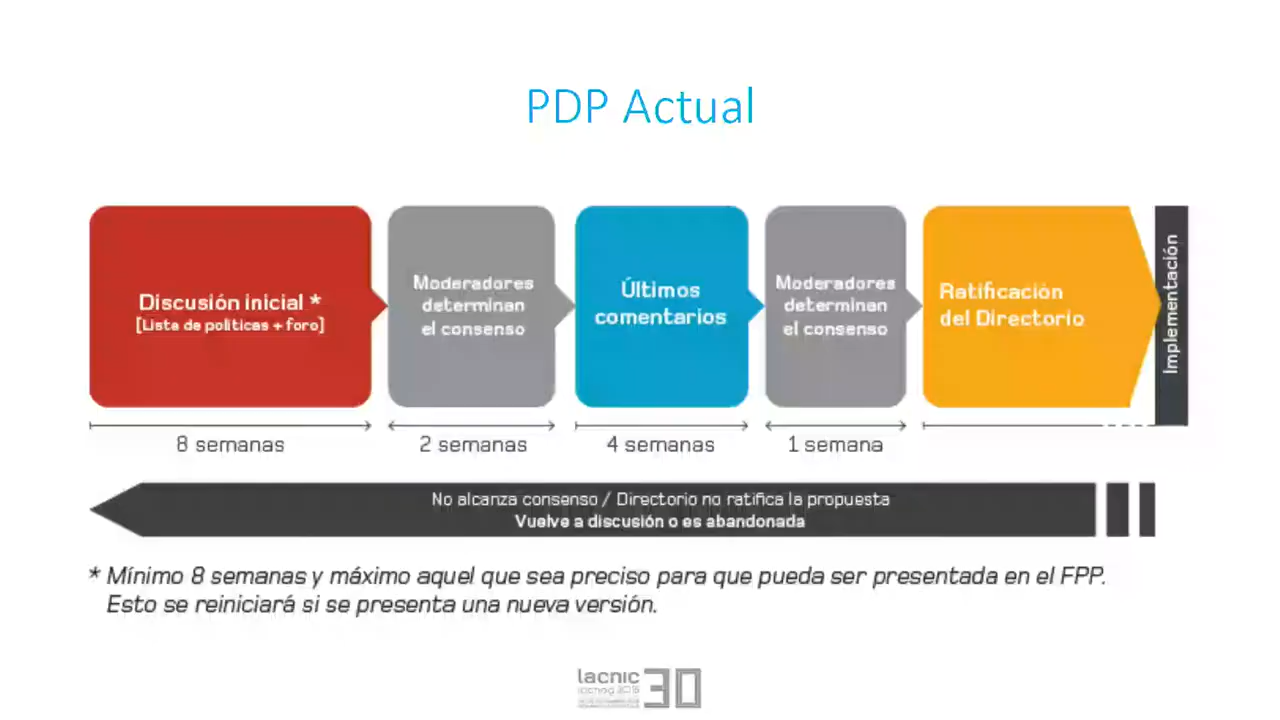 PDP Actual
Discusión inicial *
[Lista de políticas + foro]
Moderadores
determinan
el consenso
Últimos
comentarios
Moderadores
determinan
el consenso
Ratificación
del Directorio
Implementación
8 semanas
2 semanas
4 semanas
1 semana
No alcanza consenso / Directorio no ratifica la propuesta
Vuelve a discusión o es abandonada
* Mínimo 8 semanas y máximo aquel que sea preciso para que pueda ser presentada en el FPP.
Esto se reiniciará si se presenta una nueva versión.
lacnic 30